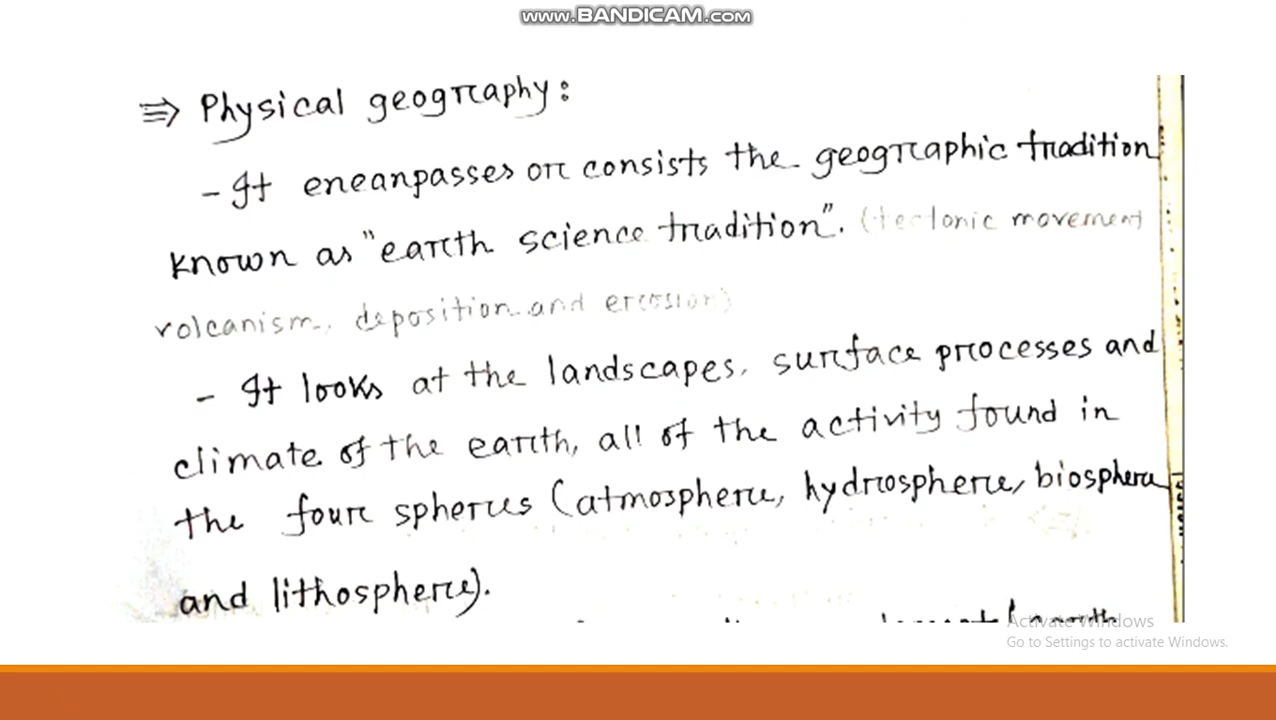 www.BANDICAM.com
⇒ Physical geography:
- It eneanpasses or consists the geographic tradition
known as "earth science tradition". (tectonic movement
volcanism, deposition and erosion)
- It looks at the landscapes, surface processes and
climate of the earth, all of the activity found in
the four spheres (atmosphere, hydrosphere, biosphere
and lithosphere).
Activate Windows
Go to Settings to activate Windows.